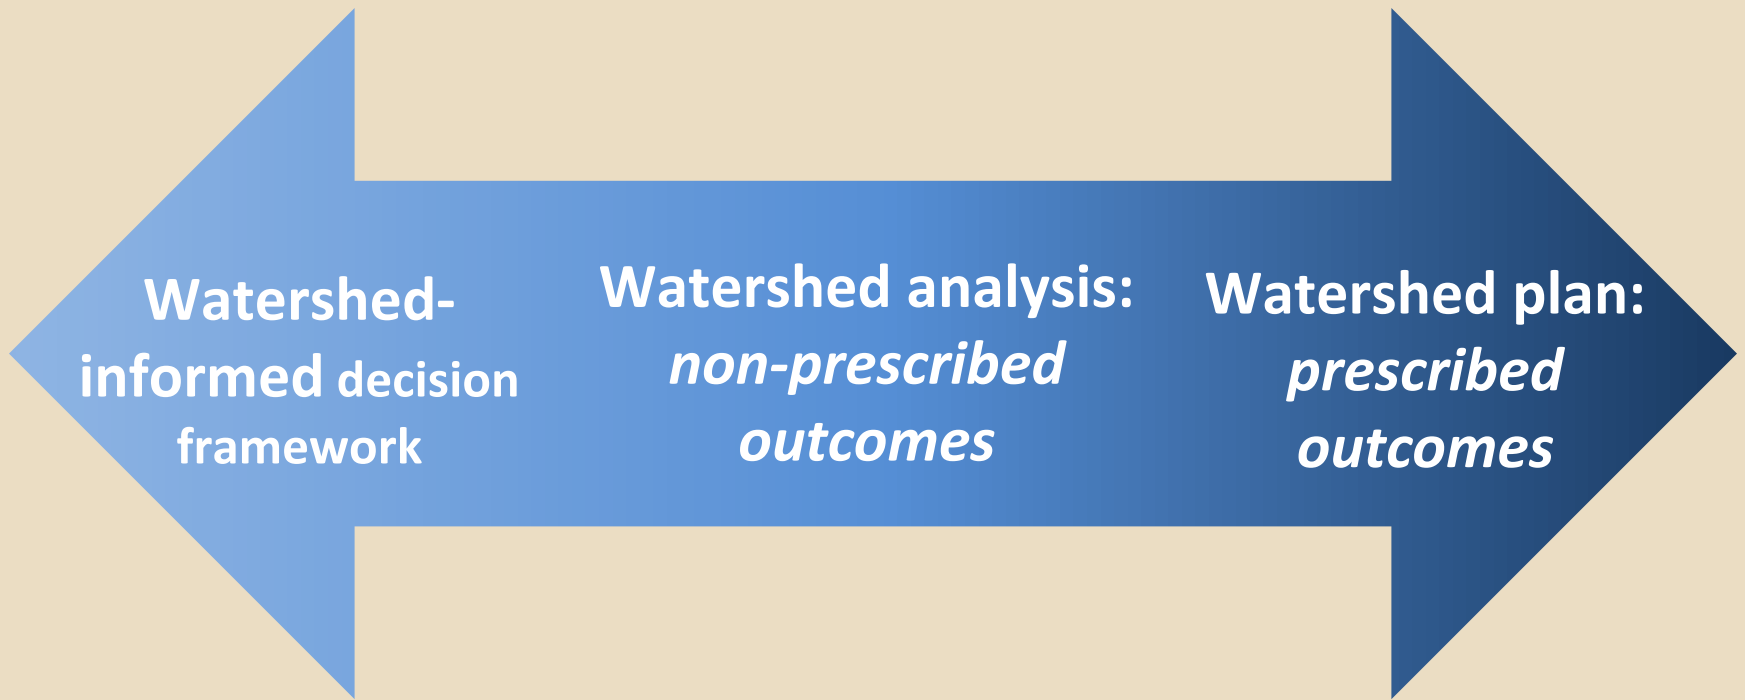 Watershed-
informed decision
framework
Watershed analysis:
non-prescribed
outcomes
Watershed plan:
prescribed
outcomes